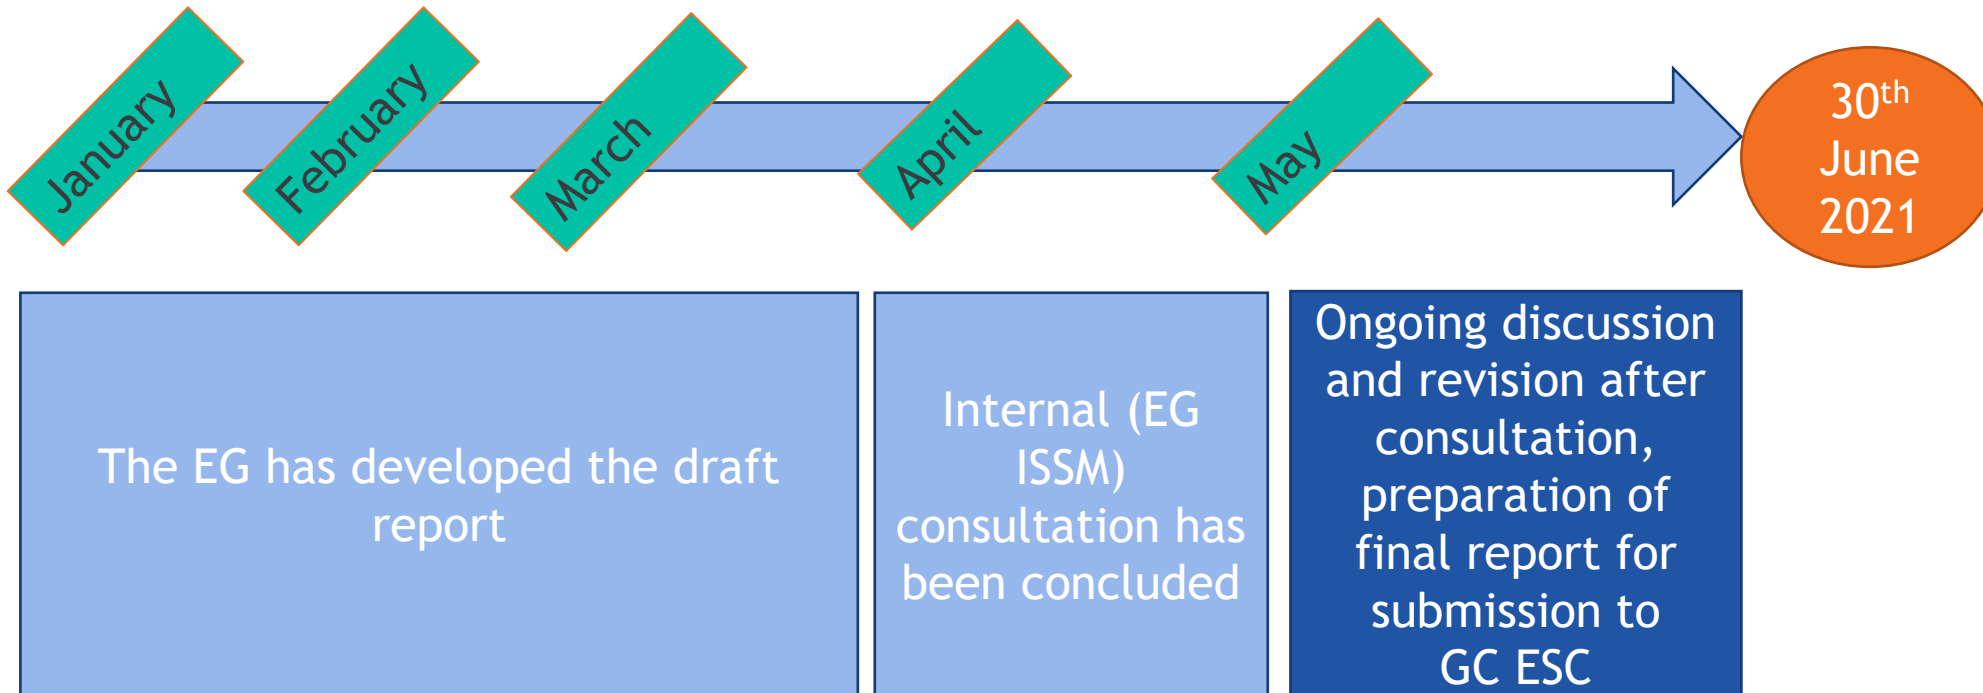 January
February
March
April
May
30th
June
2021
The EG has developed the draft
report
Internal (EG
ISSM)
consultation has
been concluded
Ongoing discussion
and revision after
consultation,
preparation of
final report for
submission to
GC ESC